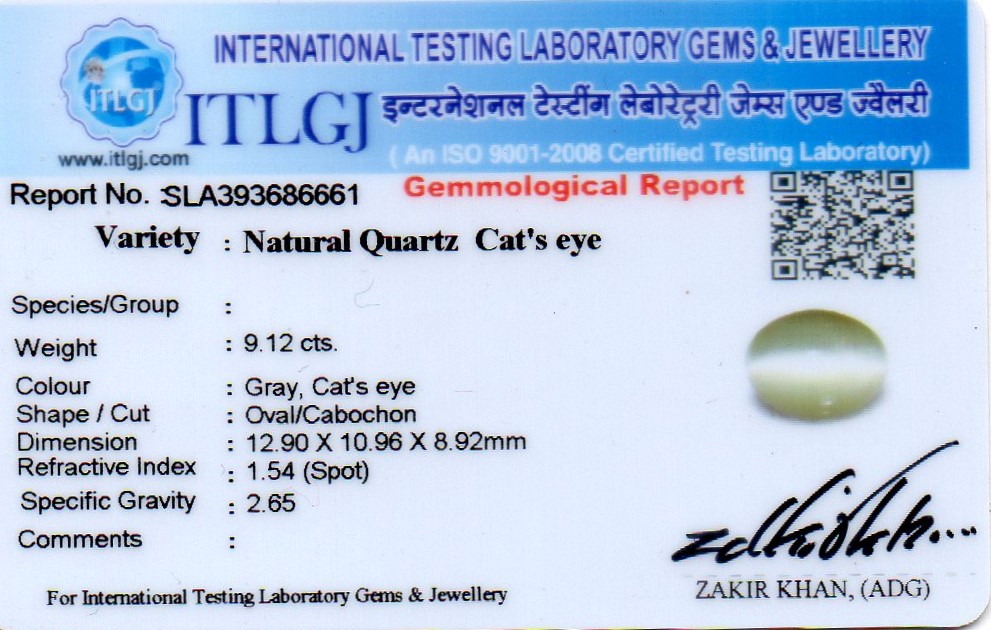 INTERNATIONAL TESTING LABORATORY GEMS & JEWELLERY
ITLGJ
ITLGJ
इन्टरनेशनल टेस्टींग लेबोरेट्ररी जेम्स एण्ड ज्वैलरी
www.itlgj.com
( An ISO 9001-2008 Certified Testing Laboratory)
Report No. :SLA393686661
Gemmological Report
Variety : Natural Quartz Cat's eye
Species/Group :
Weight : 9.12 cts.
Colour : Gray, Cat's eye
Shape / Cut : Oval/Cabochon
Dimension : 12.90 X 10.96 X 8.92mm
Refractive Index : 1.54 (Spot)
Specific Gravity : 2.65
Comments :
ZAKIR KHAN, (ADG)
For International Testing Laboratory Gems & Jewellery